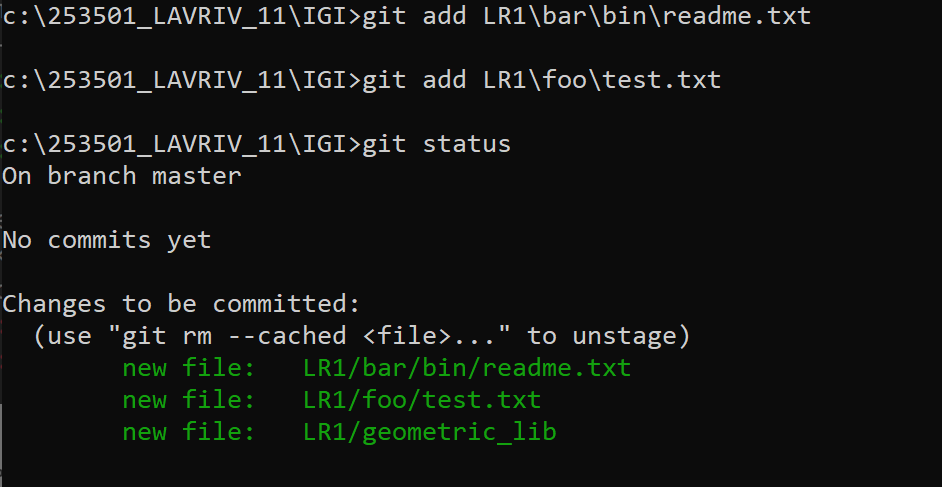 c:\253501_LAVRIV_11\IGI>git add LR1\bar\bin\readme.txt
c:\253501_LAVRIV_11\IGI>git add LR1\foo\test.txt
c:\253501_LAVRIV_11\IGI>git status
On branch master
No commits yet
Changes to be committed:
  (use "git rm --cached <file>..." to unstage)
        new file:   LR1/bar/bin/readme.txt
        new file:   LR1/foo/test.txt
        new file:   LR1/geometric_lib